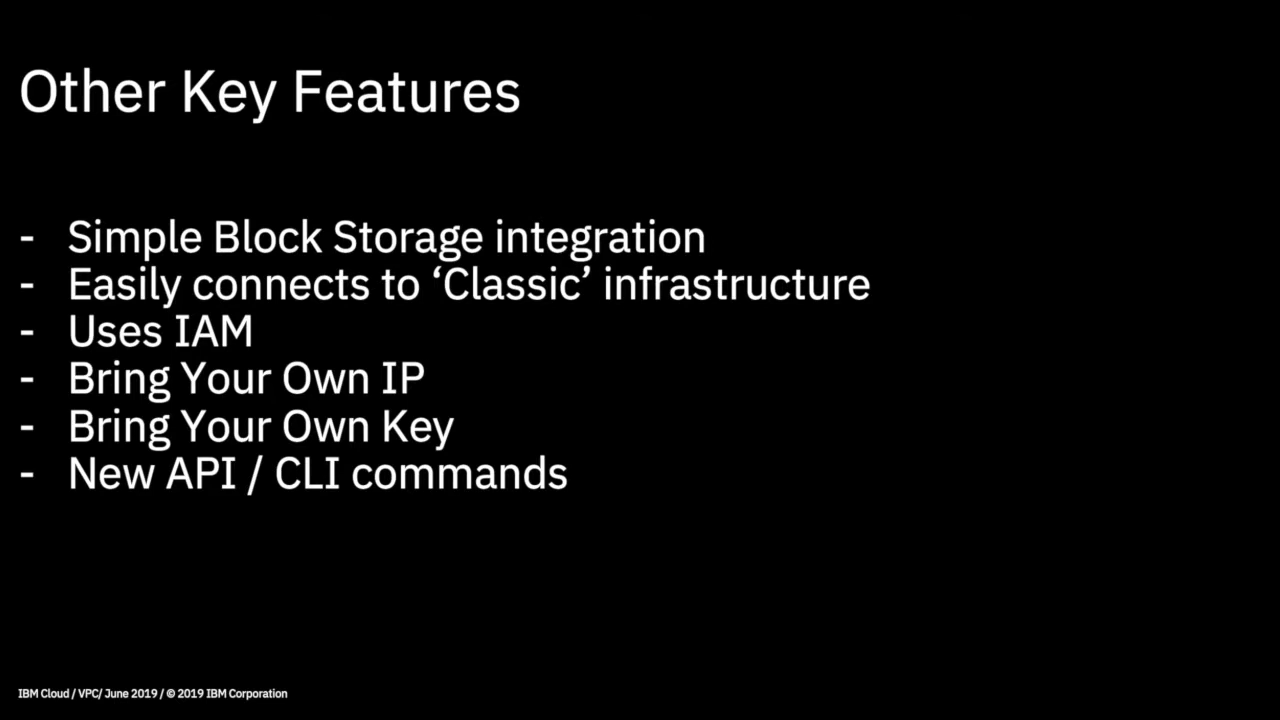 Other Key Features
- Simple Block Storage integration
- Easily connects to ‘Classic’ infrastructure
- Uses IAM
- Bring Your Own IP
- Bring Your Own Key
- New API / CLI commands
IBM Cloud / VPC/ June 2019 / © 2019 IBM Corporation